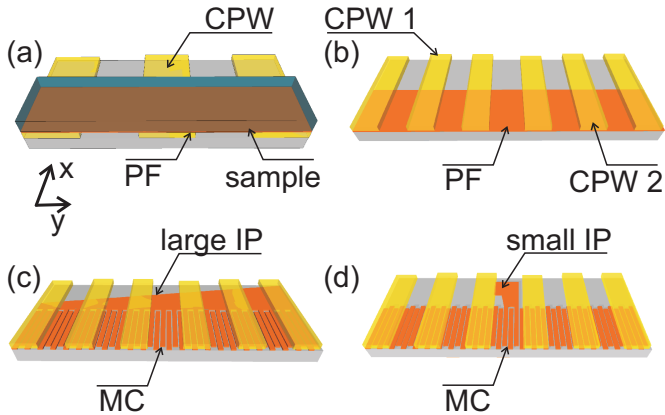 (a)
CPW
PF
sample
x
y
(b)
CPW 1
PF
CPW 2
(c)
large IP
MC
(d)
small IP
MC